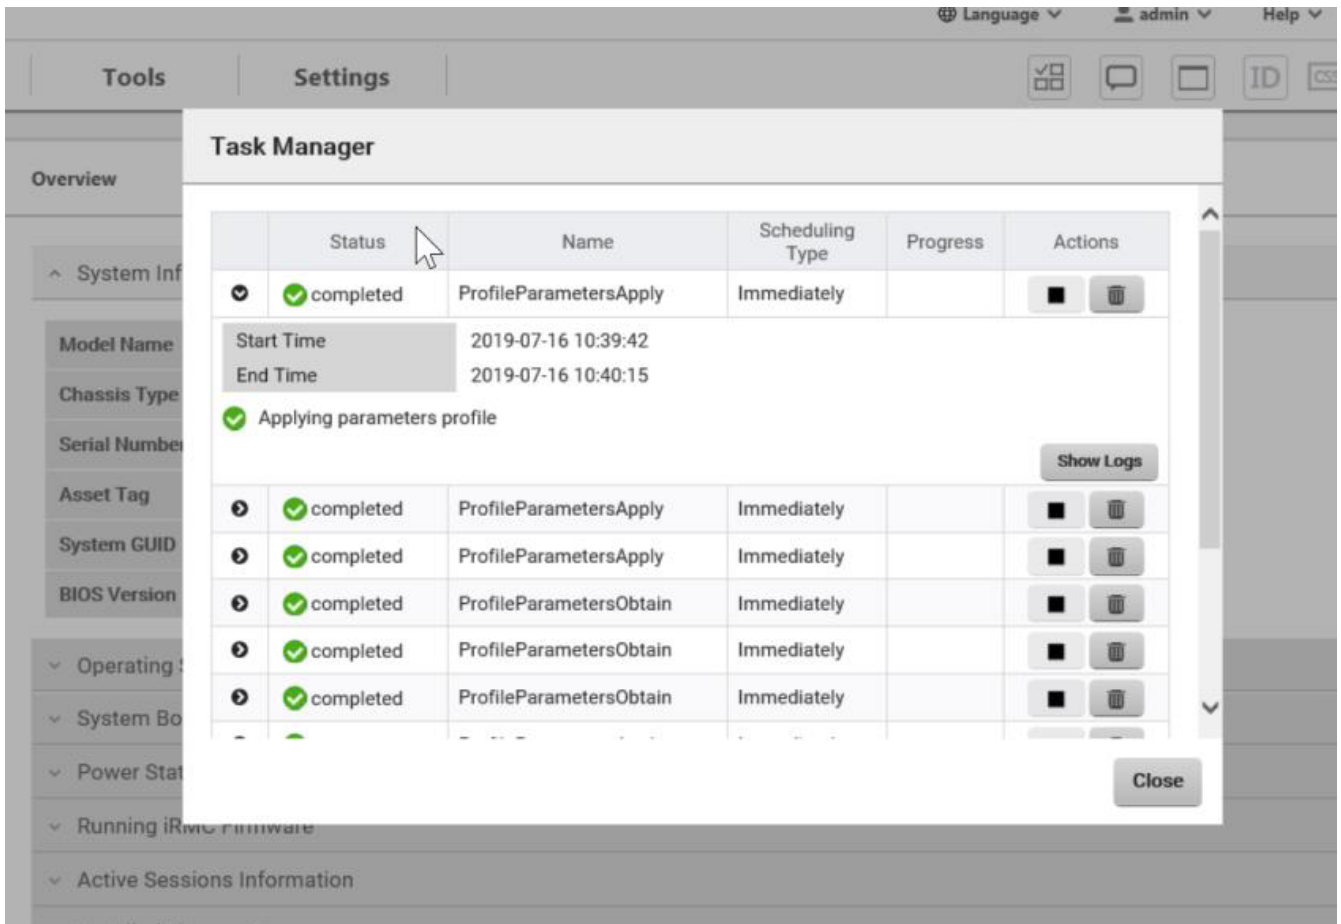 Language admin Help
Tools Settings ID CSS
Task Manager
Overview
Status Name Scheduling Type Progress Actions
System Inf
completed ProfileParametersApply Immediately
Model Name Start Time 2019-07-16 10:39:42
End Time 2019-07-16 10:40:15
Chassis Type
Applying parameters profile
Serial Number
Show Logs
Asset Tag completed ProfileParametersApply Immediately
System GUID completed ProfileParametersApply Immediately
BIOS Version completed ProfileParametersObtain Immediately
Operating S completed ProfileParametersObtain Immediately
completed ProfileParametersObtain Immediately
System Bo
Power Stat Close
Running iRMC Firmware
Active Sessions Information